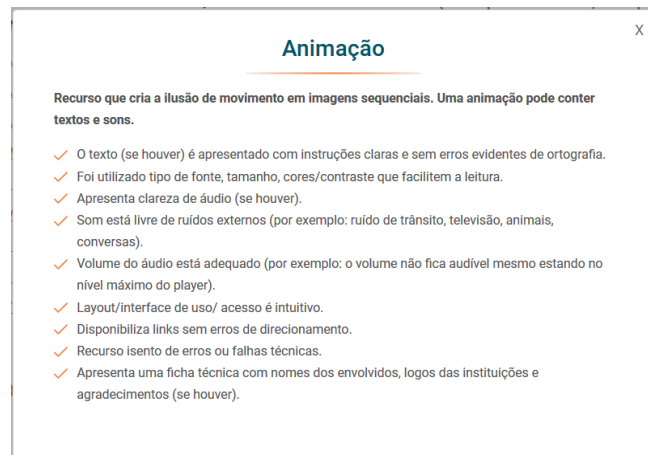 X
Animação
Recurso que cria a ilusão de movimento em imagens sequenciais. Uma animação pode conter
textos e sons.
O texto (se houver) é apresentado com instruções claras e sem erros evidentes de ortografia.
Foi utilizado tipo de fonte, tamanho, cores/contraste que facilitem a leitura.
Apresenta clareza de áudio (se houver).
Som está livre de ruídos externos (por exemplo: ruído de trânsito, televisão, animais,
conversas).
Volume do áudio está adequado (por exemplo: o volume não fica audível mesmo estando no
nível máximo do player).
Layout/interface de uso/ acesso é intuitivo.
Disponibiliza links sem erros de direcionamento.
Recurso isento de erros ou falhas técnicas.
Apresenta uma ficha técnica com nomes dos envolvidos, logos das instituições e
agradecimentos (se houver).